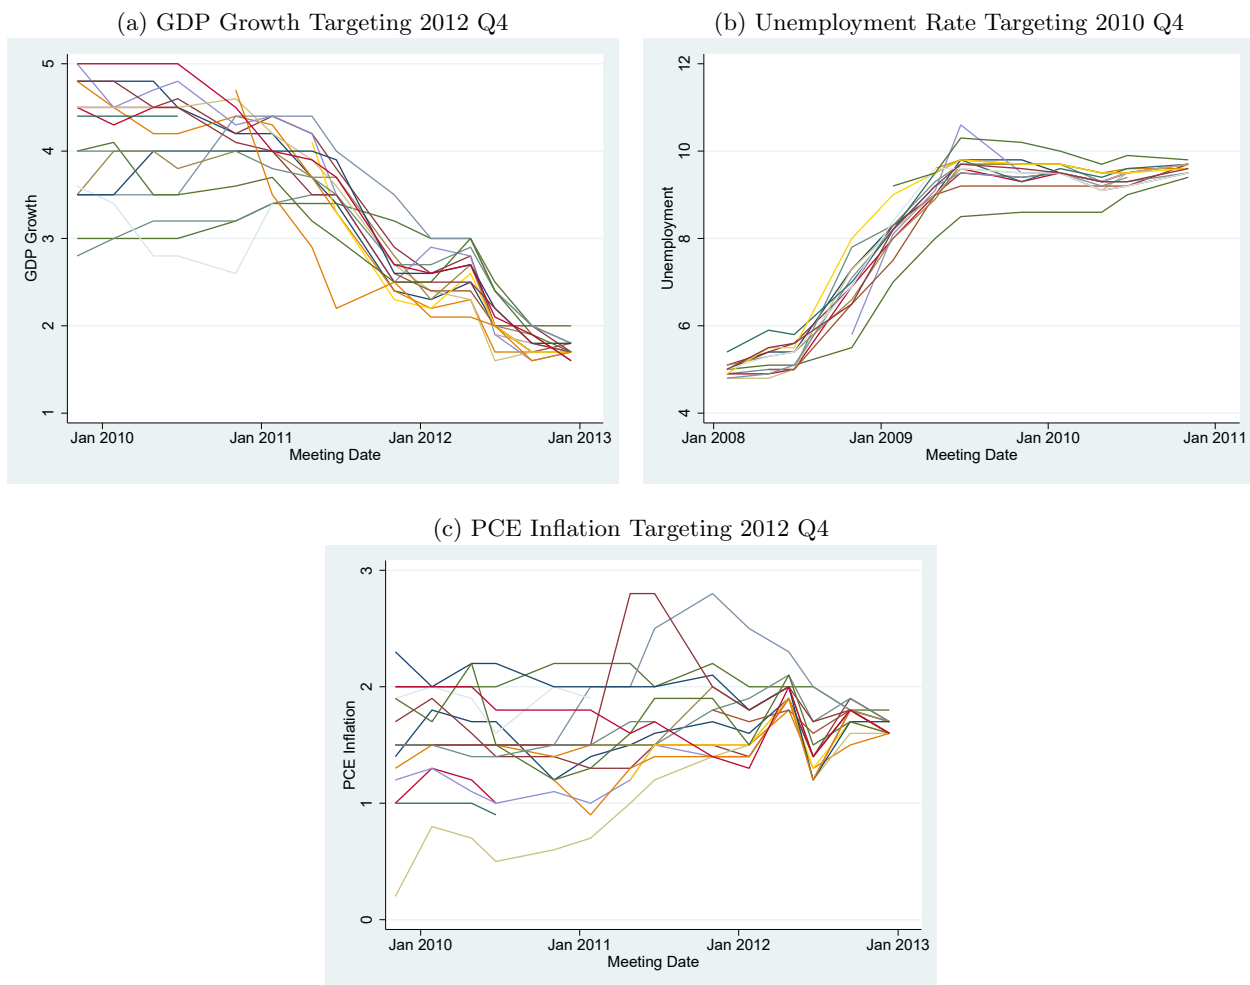 (a) GDP Growth Targeting 2012 Q4
GDP Growth
5
4
3
2
1
Jan 2010 Jan 2011 Jan 2012 Jan 2013
Meeting Date
(b) Unemployment Rate Targeting 2010 Q4
Unemployment
12
10
8
6
4
Jan 2008 Jan 2009 Jan 2010 Jan 2011
Meeting Date
(c) PCE Inflation Targeting 2012 Q4
PCE Inflation
3
2
1
0
Jan 2010 Jan 2011 Jan 2012 Jan 2013
Meeting Date